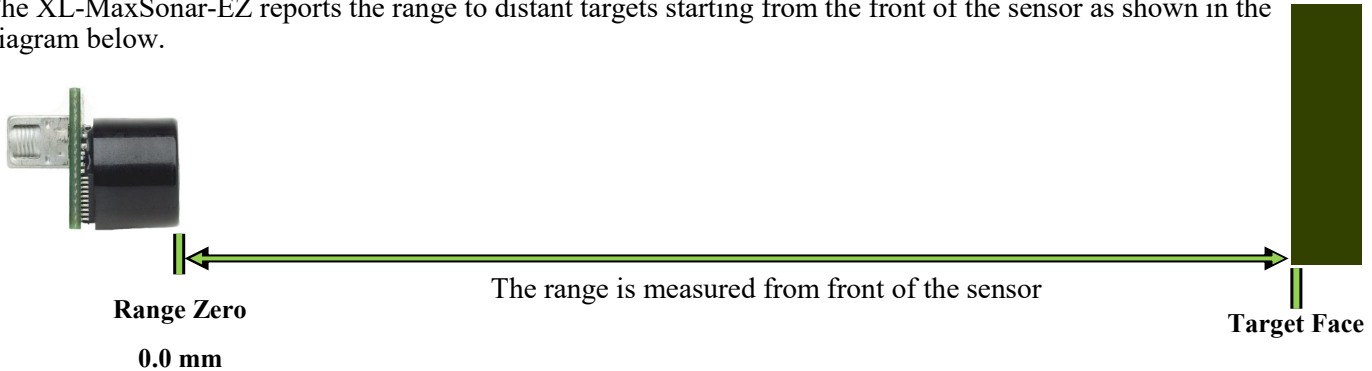 he XL-MaxSonar-EZ reports the range to distant targets starting from the front of the sensor as shown in the
iagram below.
The range is measured from front of the sensor
Range Zero
0.0 mm
Target Face